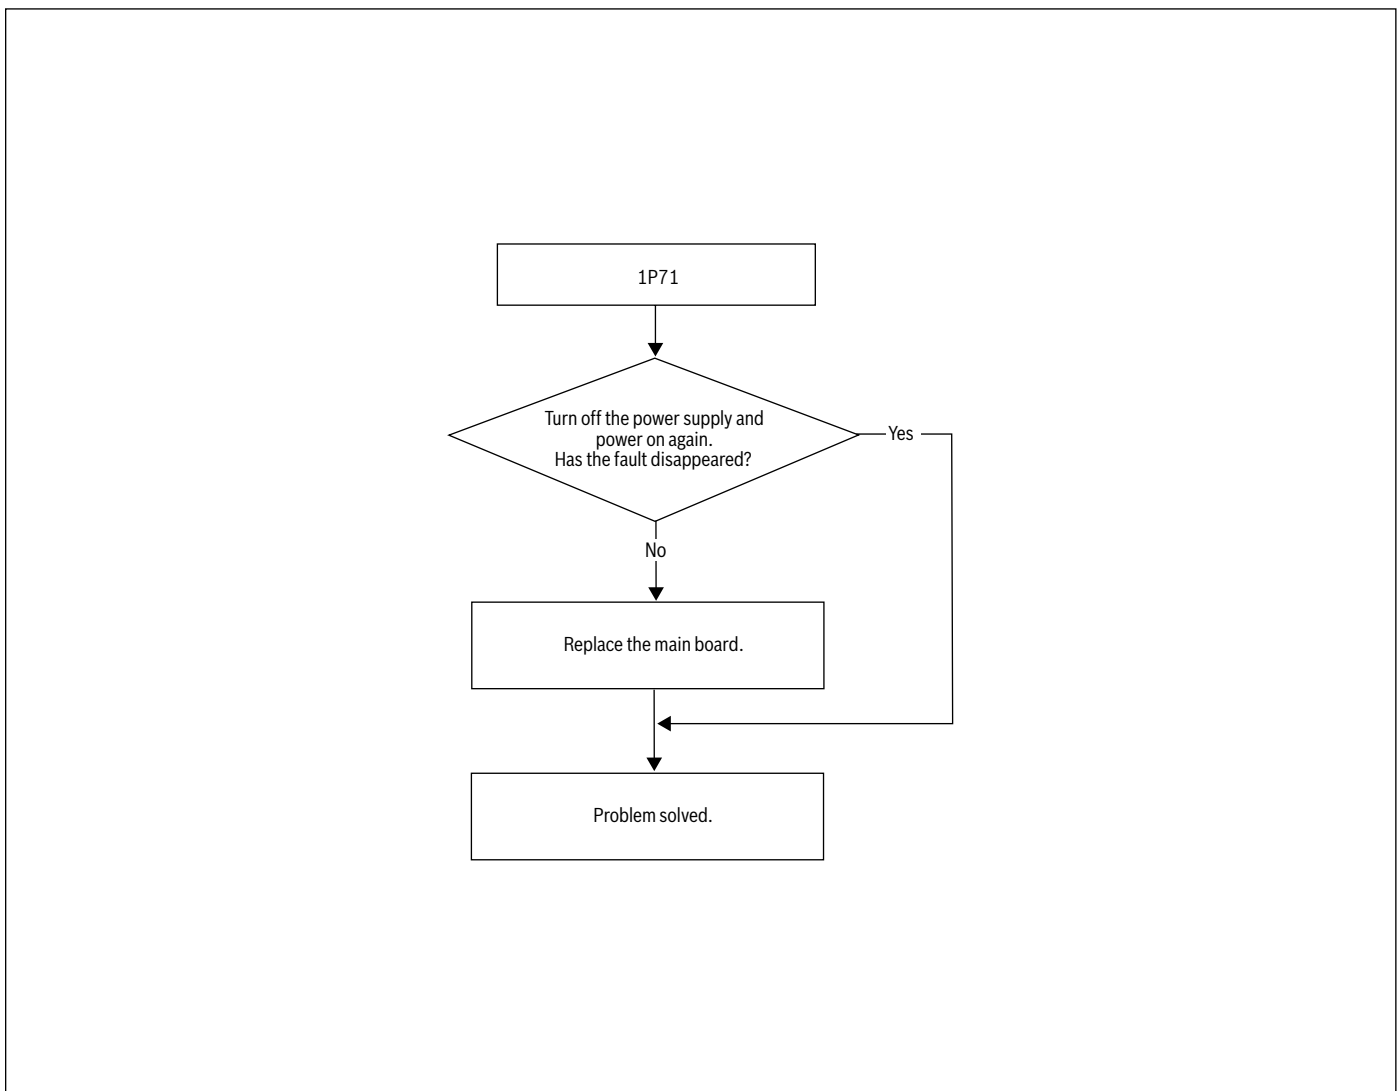 1P71
Turn off the power supply and
power on again.
Has the fault disappeared?
Yes
No
Replace the main board.
Problem solved.